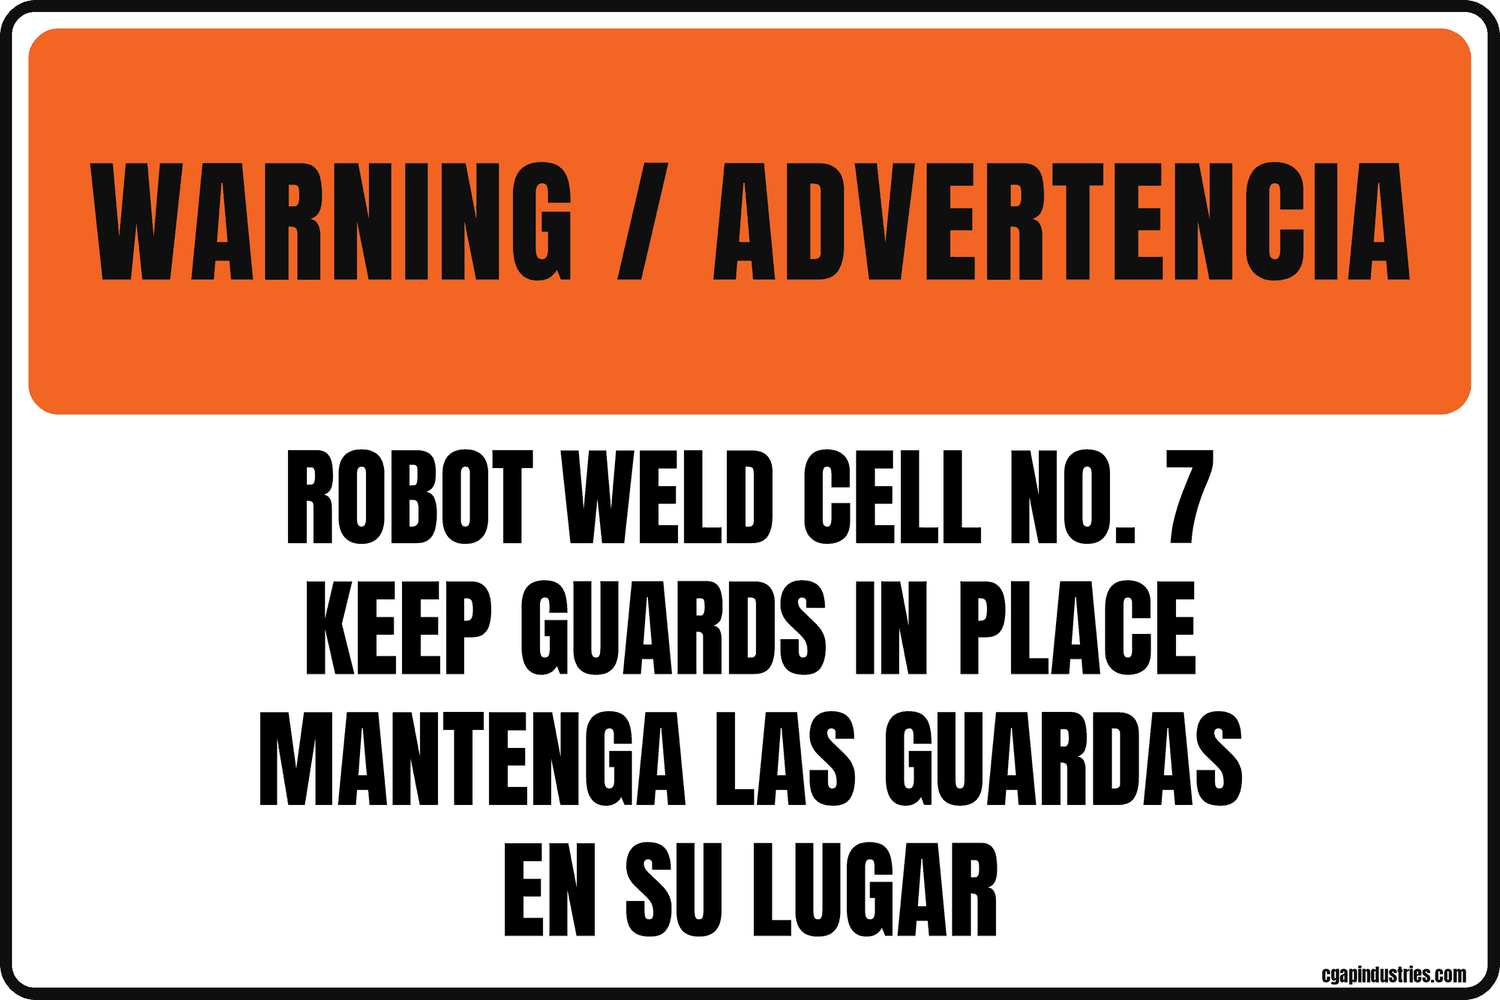 WARNING / ADVERTENCIA
ROBOT WELD CELL NO. 7
KEEP GUARDS IN PLACE
MANTENGA LAS GUARDAS
EN SU LUGAR
cgapindustries.com